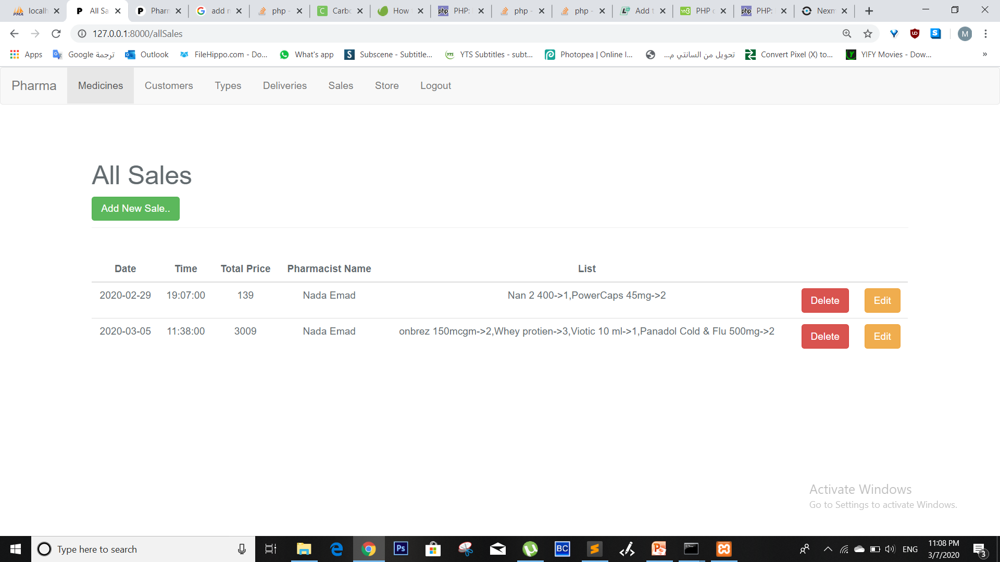 localh All Sa Pharm add n php - Carbo How PHP: php - php - Add t PHP PHP: Nexm
127.0.0.1:8000/allSales
M
Apps Google ترجمة Outlook FileHippo.com - Do... What's app Subscene - Subtitle... YTS Subtitles - subt... Photopea | Online I... تحويل من السانتي م... Convert Pixel (X) to... YIFY Movies - Dow... »
Pharma Medicines Customers Types Deliveries Sales Store Logout
All Sales
Add New Sale..
Date Time Total Price Pharmacist Name List
2020-02-29 19:07:00 139 Nada Emad Nan 2 400->1,PowerCaps 45mg->2 Delete Edit
2020-03-05 11:38:00 3009 Nada Emad onbrez 150mcgm->2,Whey protien->3,Viotic 10 ml->1,Panadol Cold & Flu 500mg->2 Delete Edit
Activate Windows
Go to Settings to activate Windows.
Type here to search
ENG
11:08 PM
3/7/2020
3